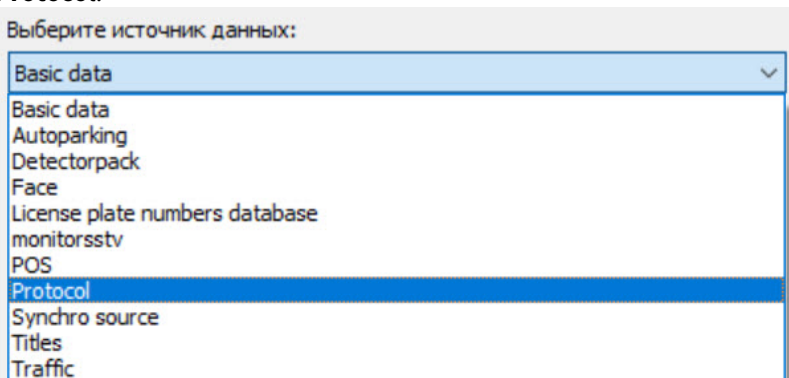 Выберите источник данных:
Basic data
Basic data
Autoparking
Detectorpack
Face
License plate numbers database
monitorsstv
POS
Protocol
Synchro source
Titles
Traffic